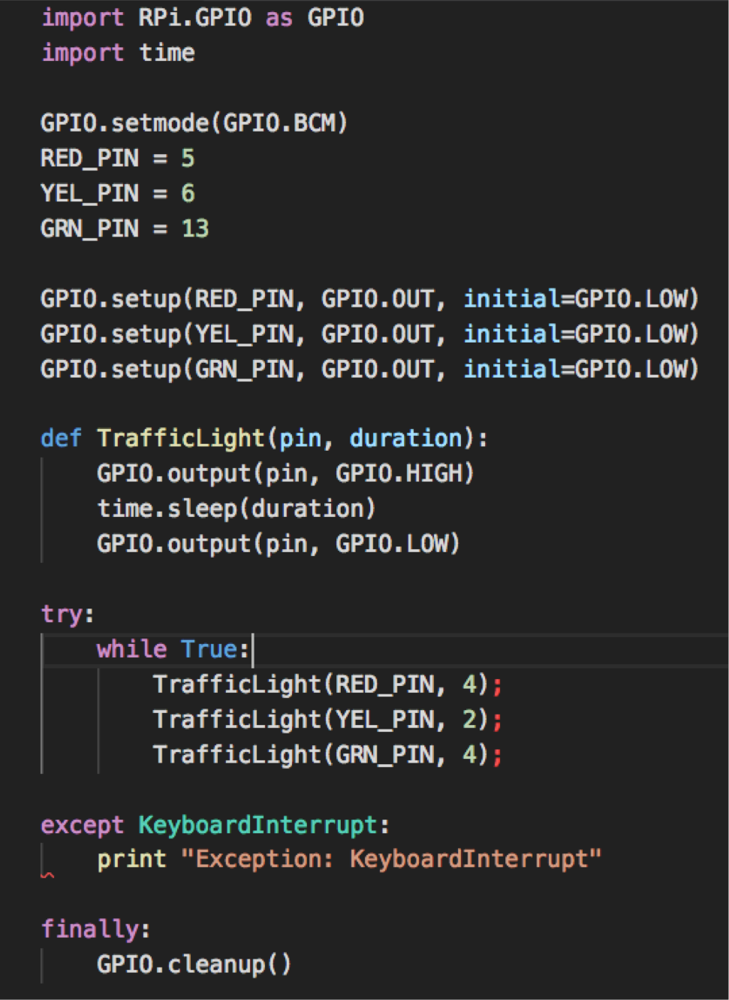 import RPi.GPIO as GPIO
import time
GPIO.setmode(GPIO.BCM)
RED_PIN = 5
YEL_PIN = 6
GRN_PIN = 13
GPIO.setup(RED_PIN, GPIO.OUT, initial=GPIO.LOW)
GPIO.setup(YEL_PIN, GPIO.OUT, initial=GPIO.LOW)
GPIO.setup(GRN_PIN, GPIO.OUT, initial=GPIO.LOW)
def TrafficLight(pin, duration):
    GPIO.output(pin, GPIO.HIGH)
    time.sleep(duration)
    GPIO.output(pin, GPIO.LOW)
try:
    while True:
        TrafficLight(RED_PIN, 4);
        TrafficLight(YEL_PIN, 2);
        TrafficLight(GRN_PIN, 4);
except KeyboardInterrupt:
    print "Exception: KeyboardInterrupt"
finally:
    GPIO.cleanup()